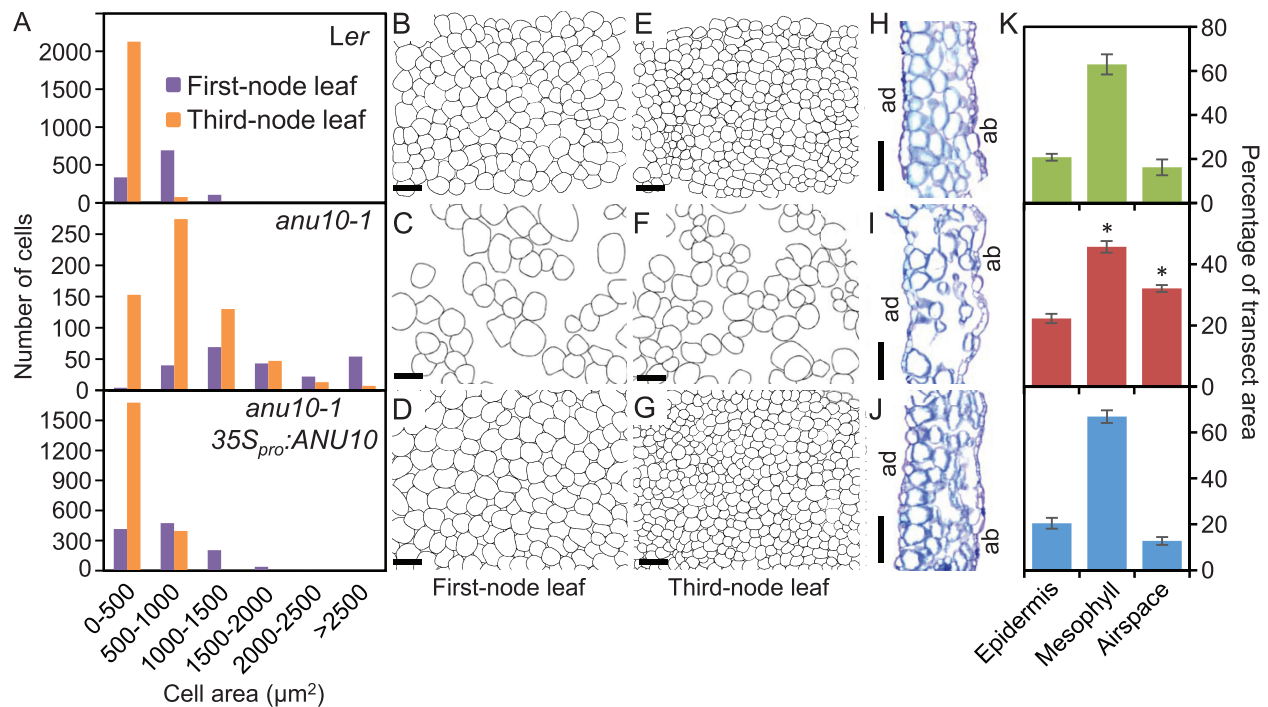 A
Number of cells
2000
1500
1000
500
0
Ler
First-node leaf
Third-node leaf
250
200
150
100
50
0
anu10-1
1500
1200
900
600
300
0
anu10-1
35Spro:ANU10
0-500
500-1000
1000-1500
1500-2000
2000-2500
>2500
Cell area (µm²)
B
C
D
First-node leaf
E
F
G
Third-node leaf
H
ad
ab
I
ad
ab
J
ad
ab
K
80
60
40
20
0
*
*
40
20
0
60
40
20
0
Percentage of transect area
Epidermis
Mesophyll
Airspace